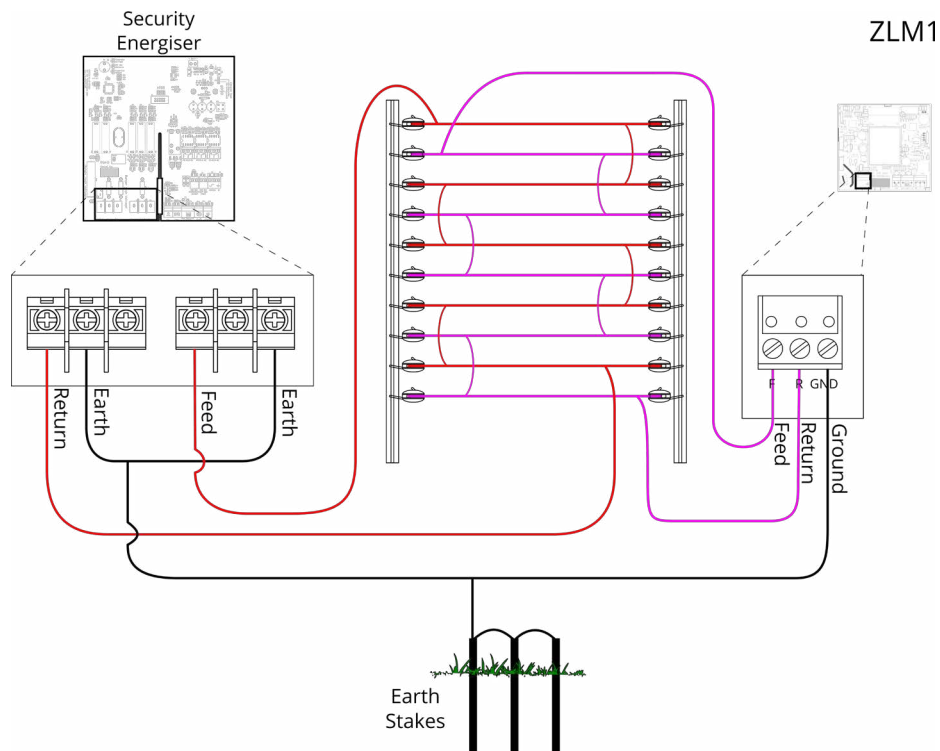 Security
Energiser
ZLM1
Return
Earth
Feed
Earth
F
R
GND
Feed
Return
Ground
Earth
Stakes